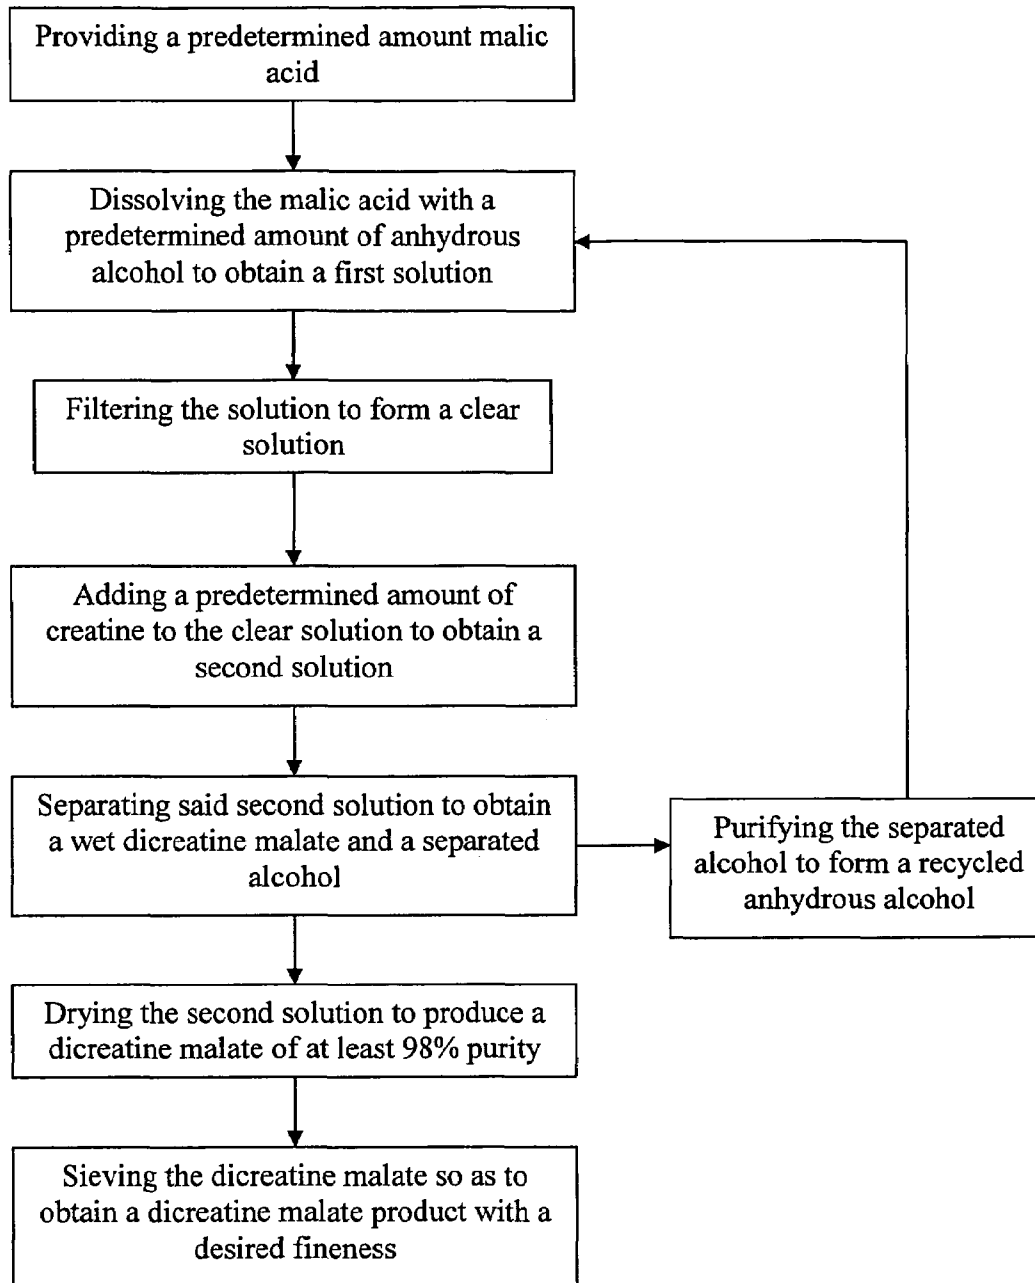 Providing a predetermined amount malic
acid
Dissolving the malic acid with a
predetermined amount of anhydrous
alcohol to obtain a first solution
Filtering the solution to form a clear
solution
Adding a predetermined amount of
creatine to the clear solution to obtain a
second solution
Separating said second solution to obtain
a wet dicreatine malate and a separated
alcohol
Purifying the separated
alcohol to form a recycled
anhydrous alcohol
Drying the second solution to produce a
dicreatine malate of at least 98% purity
Sieving the dicreatine malate so as to
obtain a dicreatine malate product with a
desired fineness